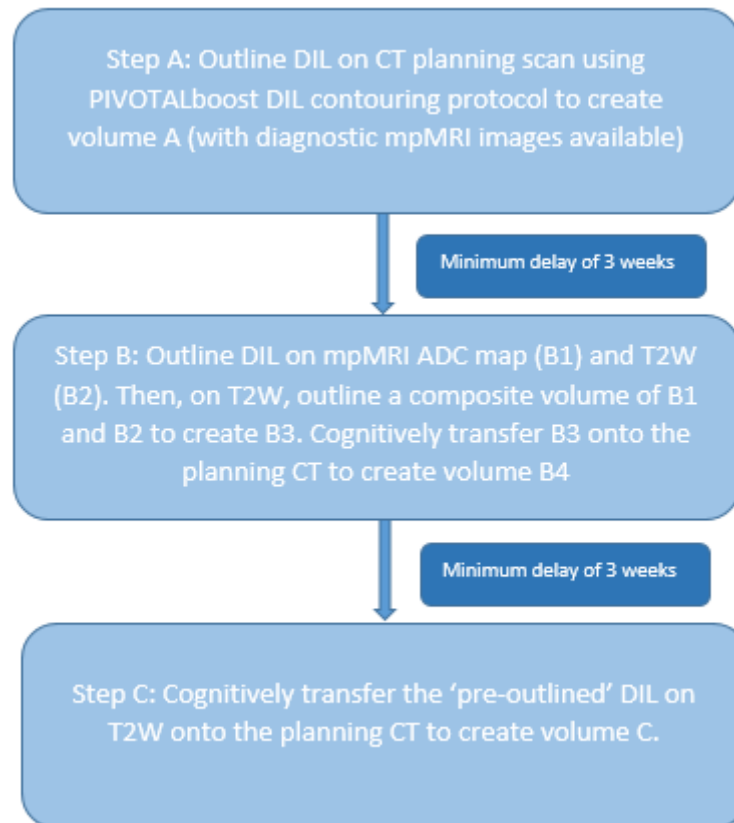 Step A: Outline DIL on CT planning scan using
PIVOTALboost DIL contouring protocol to create
volume A (with diagnostic mpMRI images available)
Minimum delay of 3 weeks
Step B: Outline DIL on mpMRI ADC map (B1) and T2W
(B2). Then, on T2W, outline a composite volume of B1
and B2 to create B3. Cognitively transfer B3 onto the
planning CT to create volume B4
Minimum delay of 3 weeks
Step C: Cognitively transfer the ‘pre-outlined’ DIL on
T2W onto the planning CT to create volume C.